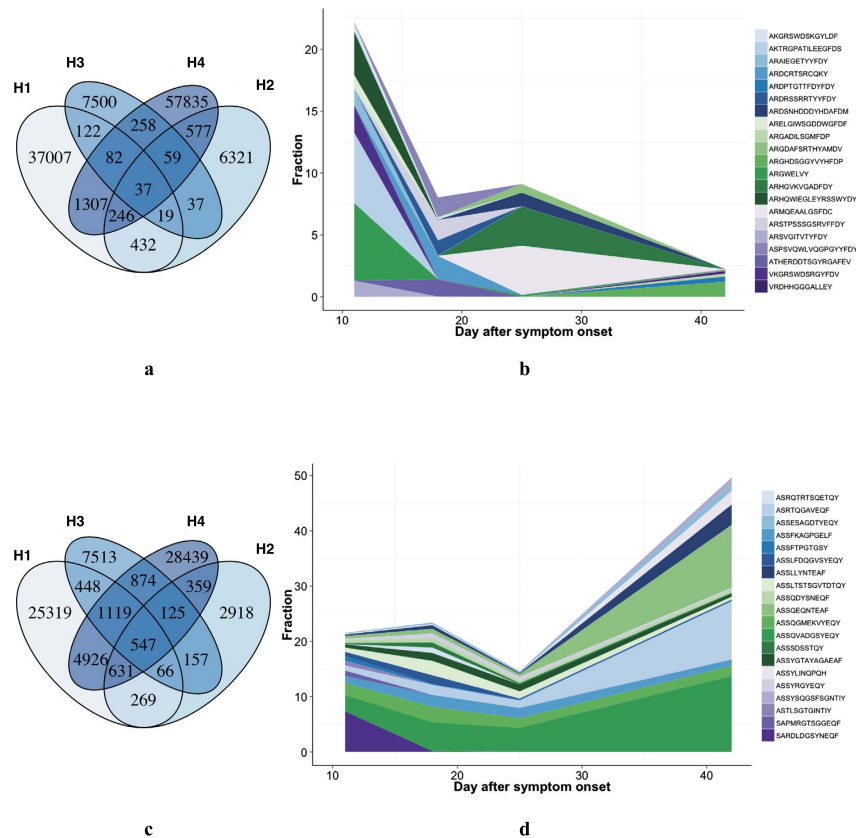 H1
H3
H4
H2
7500
57835
122
258
577
37007
82
59
6321
37
1307
246
19
37
432
a
Fraction
20
15
10
5
0
10
20
30
40
Day after symptom onset
b
AKGRSWDSKGYLDF
AKTRGPATILEEGFDS
ARAIEGETYYFDY
ARDCRTSRCQKY
ARDPTGTTFDYFDY
ARDRSSRRTYYFDY
ARDSNHDDDYHDAFDM
ARELGIWSGDDWGFDF
ARGADILSGMFDP
ARGDAFSRTHYAMDV
ARGHDSGGYVYHFDP
ARGWELVY
ARHGVKVGADFDY
ARHQWIEGLEYRSSWYDY
ARMQEAALGSFDC
ARSTPSSSGSRVFFDY
ARSVGITVTYFDY
ASPSVQWLVQGPGYYFDY
ATHERDDTSGYRGAFEV
VKGRSWDSRGYFDV
VRDHHGGGALLEY
H1
H3
H4
H2
7513
28439
448
874
359
25319
1119
125
2918
547
4926
631
66
157
269
c
Fraction
50
40
30
20
10
0
10
20
30
40
Day after symptom onset
d
ASRQTRTSQETQY
ASRTQGAVEQF
ASSESAGDTYEQY
ASSFKAGPGELF
ASSFTPGTGSY
ASSLFDQGVSYEQY
ASSLLYNTEAF
ASSLTSTSGVTDTQY
ASSQDYSNEQF
ASSQEQNTEAF
ASSQGMEKVYEQY
ASSQVADGSYEQY
ASSSDSSTQY
ASSYGTAYAGAEAF
ASSYLINQPQH
ASSYRGYEQY
ASSYSQGSFSGNTIY
ASTLSGTGINTIY
SAPMRGTSGGEQF
SARDLDGSYNEQF